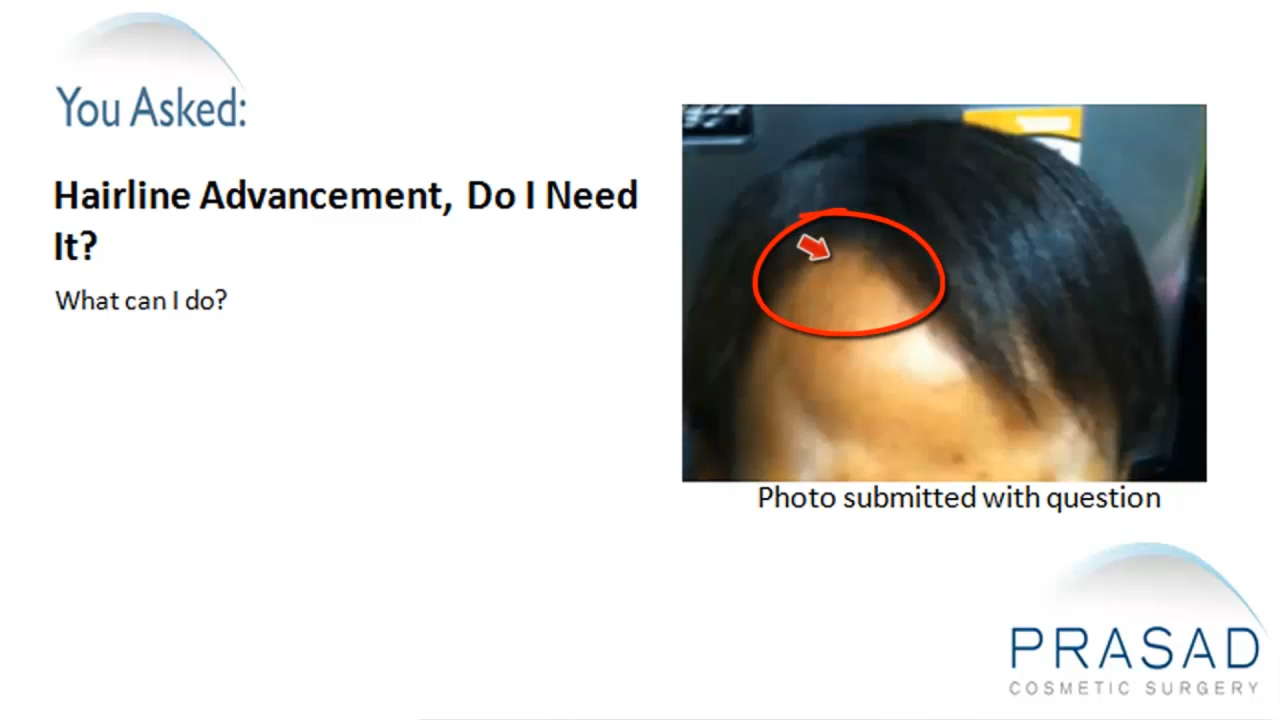 You Asked:
Hairline Advancement, Do I Need
It?
What can I do?
Photo submitted with question
PRASAD
COSMETIC SURGERY